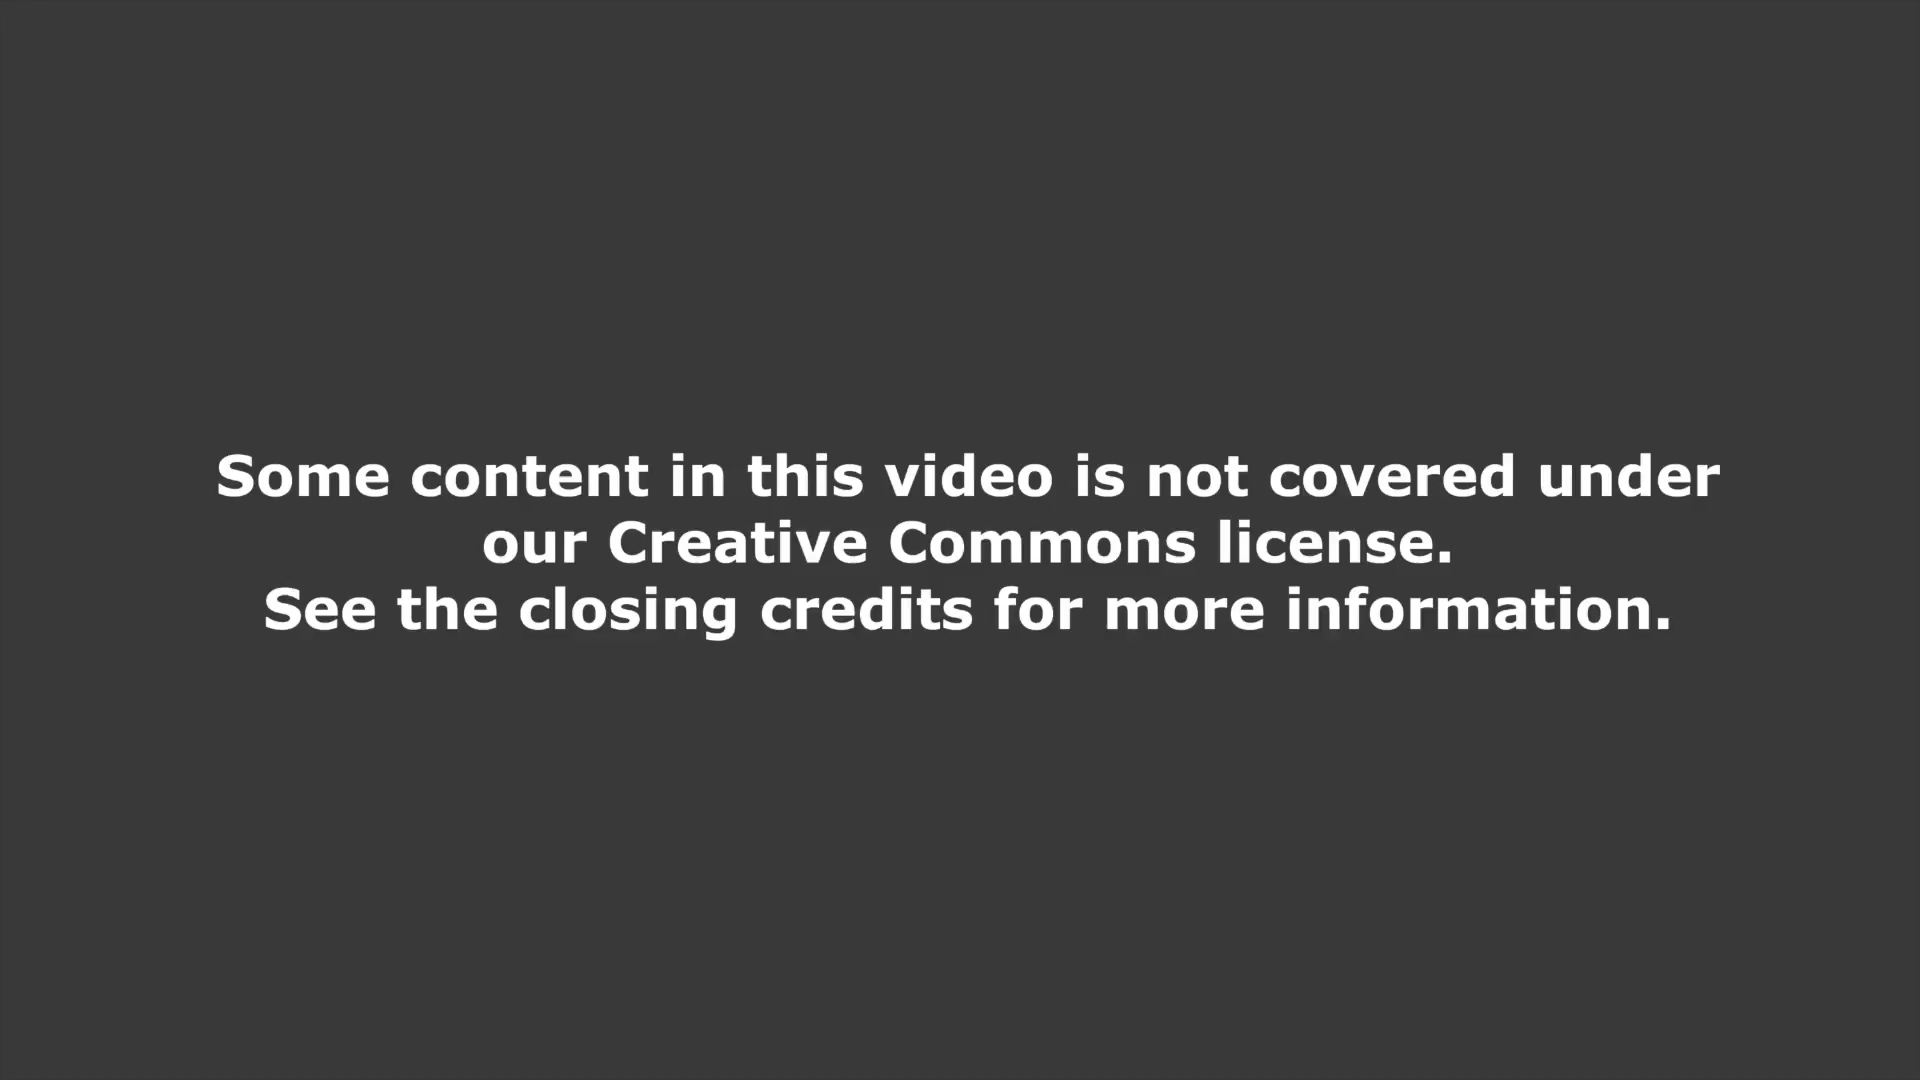 Some content in this video is not covered under
our Creative Commons license.
See the closing credits for more information.